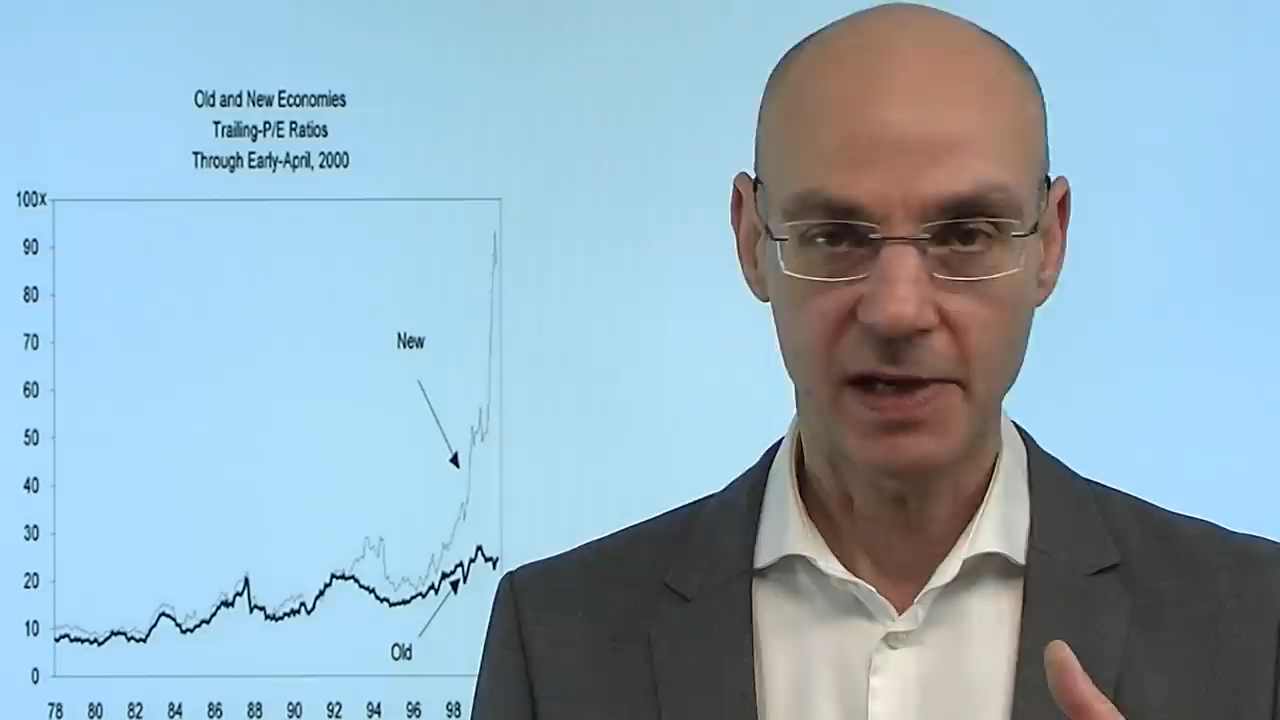 Old and New Economies
Trailing-P/E Ratios
Through Early-April, 2000
100x
90
80
70
60
50
40
30
20
10
0
New
Old
78 80 82 84 86 88 90 92 94 96 98